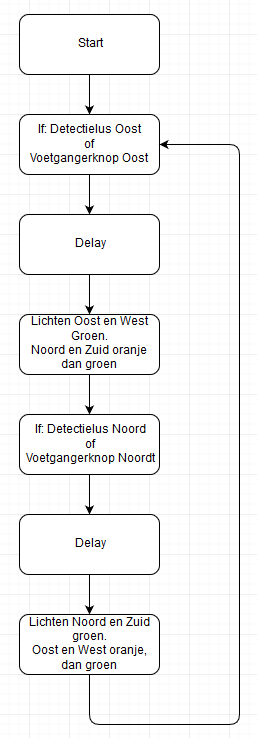 Start
If: Detectielus Oost
of
Voetgangerknop Oost
Delay
Lichten Oost en West
Groen.
Noord en Zuid oranje
dan groen
If: Detectielus Noord
of
Voetgangerknop Noordt
Delay
Lichten Noord en Zuid
groen.
Oost en West oranje,
dan groen